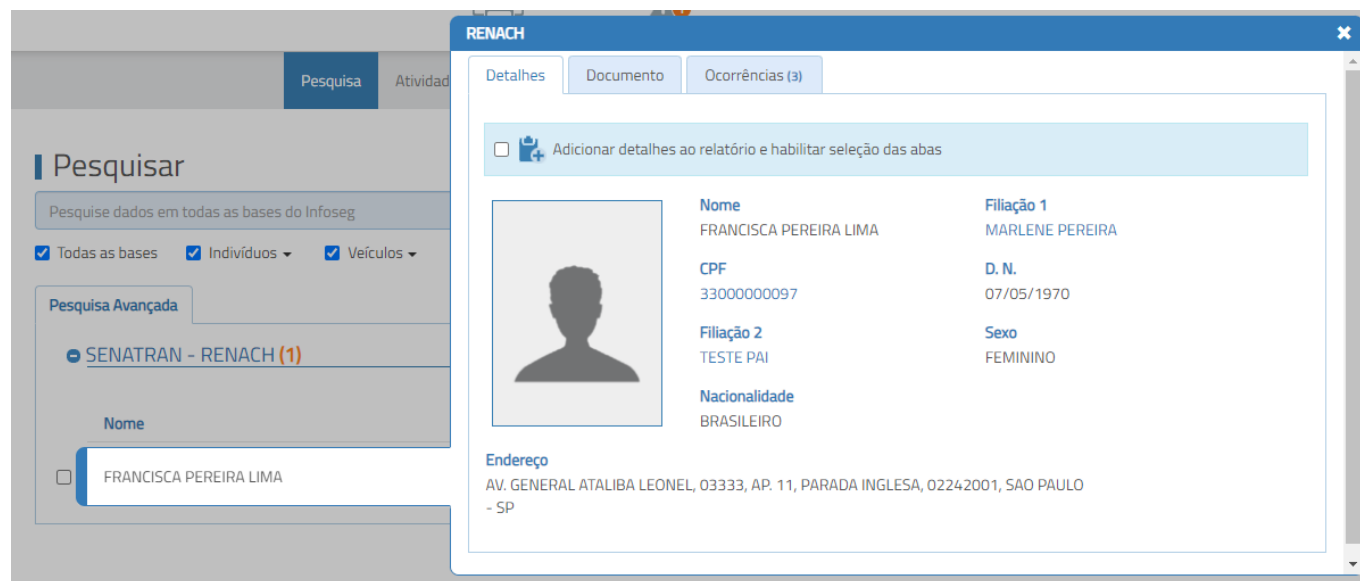 RENACH
Detalhes
Documento
Ocorrências (3)
Pesquisa
Atividad
Adicionar detalhes ao relatório e habilitar seleção das abas
Pesquisar
Pesquise dados em todas as bases do Infoseg
Todas as bases
Indivíduos
Veículos
Pesquisa Avançada
SENATRAN - RENACH (1)
Nome
FRANCISCA PEREIRA LIMA
Nome
FRANCISCA PEREIRA LIMA
Filiação 1
MARLENE PEREIRA
CPF
33000000097
D. N.
07/05/1970
Filiação 2
TESTE PAI
Sexo
FEMININO
Nacionalidade
BRASILEIRO
Endereço
AV. GENERAL ATALIBA LEONEL, 03333, AP. 11, PARADA INGLESA, 02242001, SAO PAULO
- SP